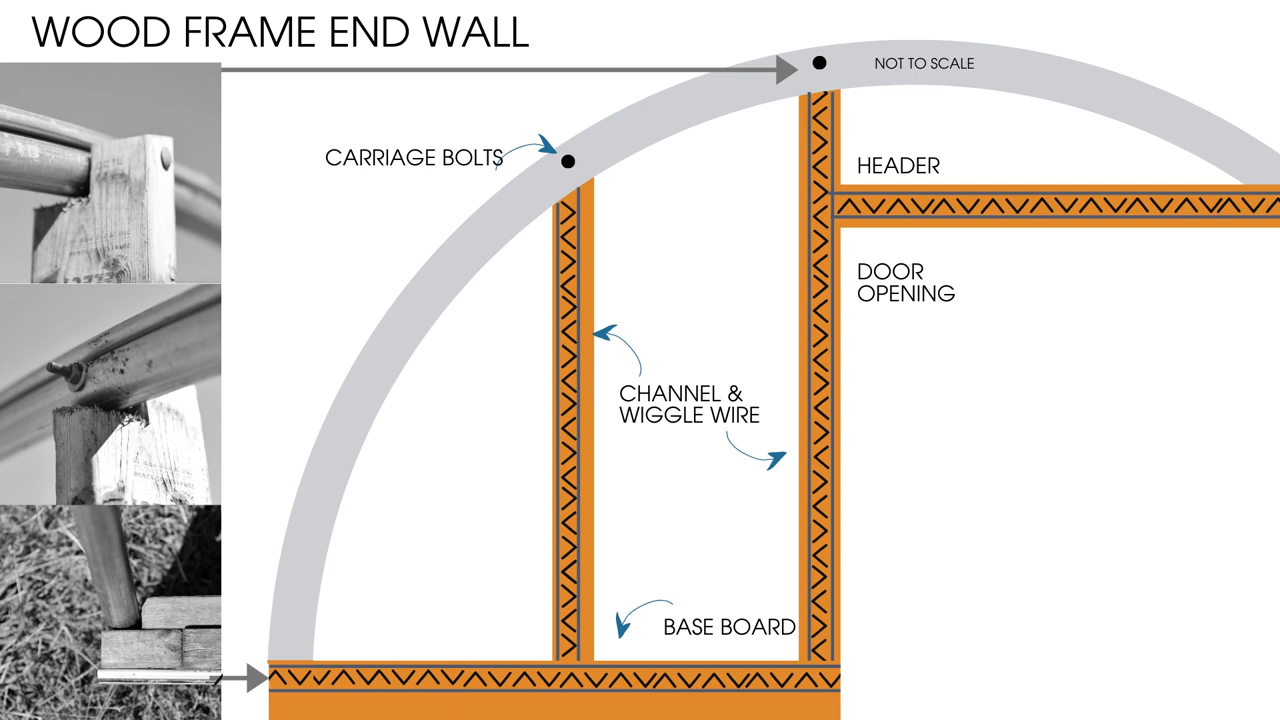 WOOD FRAME END WALL
NOT TO SCALE
CARRIAGE BOLTS
HEADER
DOOR
OPENING
CHANNEL &
WIGGLE WIRE
BASE BOARD